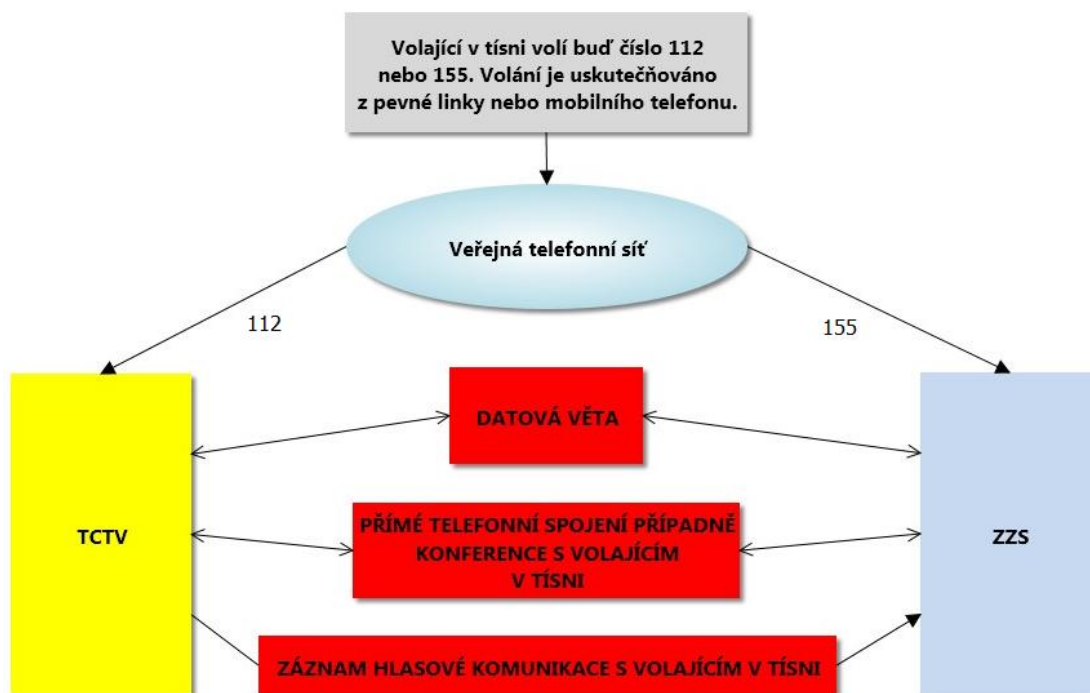 Volající v tísni volí buď číslo 112
nebo 155. Volání je uskutečňováno
z pevné linky nebo mobilního telefonu.
Veřejná telefonní síť
112
155
DATOVÁ VĚTA
TCTV
PŘÍMÉ TELEFONNÍ SPOJENÍ PŘÍPADNĚ
KONFERENCE S VOLAJÍCÍM
V TÍSNI
ZZS
ZÁZNAM HLASOVÉ KOMUNIKACE S VOLAJÍCÍM V TÍSNI